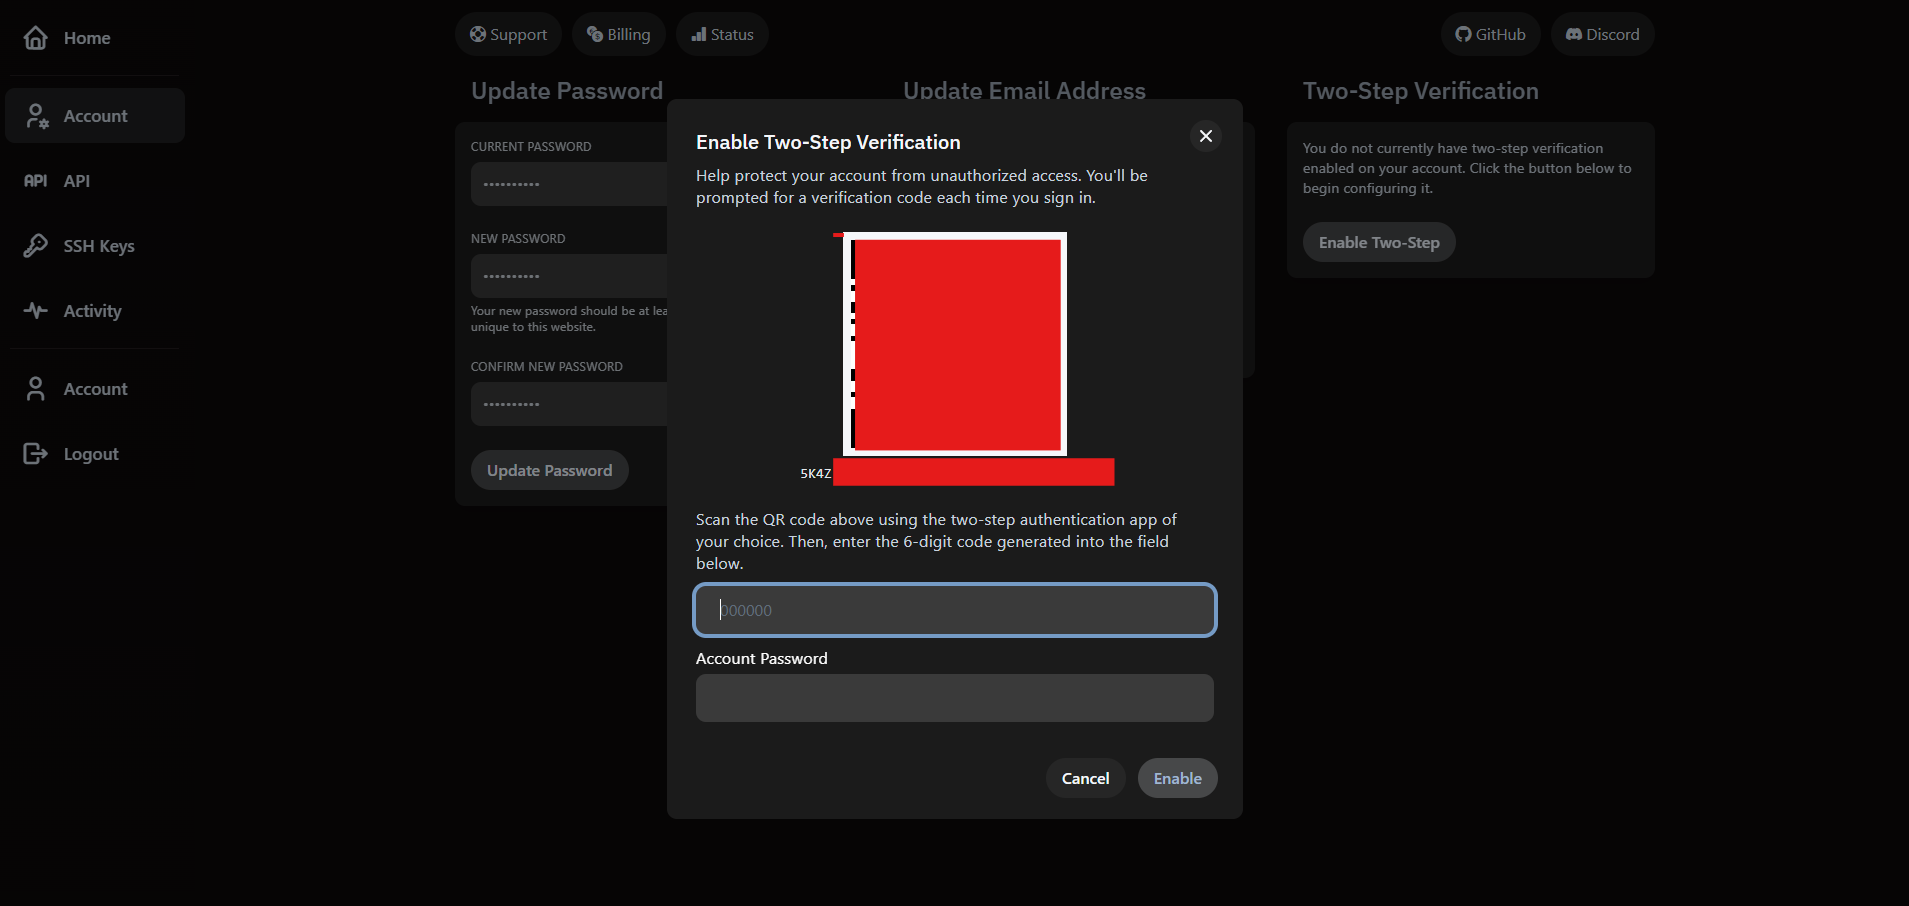 Home
Account
API
API
SSH Keys
Activity
Account
Logout
Support
Billing
Status
GitHub
Discord
Update Password
CURRENT PASSWORD
••••••••••
NEW PASSWORD
••••••••••
Your new password should be at lea
unique to this website.
CONFIRM NEW PASSWORD
••••••••••
Update Password
Update Email Address
Two-Step Verification
You do not currently have two-step verification
enabled on your account. Click the button below to
begin configuring it.
Enable Two-Step
Enable Two-Step Verification
Help protect your account from unauthorized access. You'll be
prompted for a verification code each time you sign in.
5K4Z
Scan the QR code above using the two-step authentication app of
your choice. Then, enter the 6-digit code generated into the field
below.
000000
Account Password
Cancel
Enable